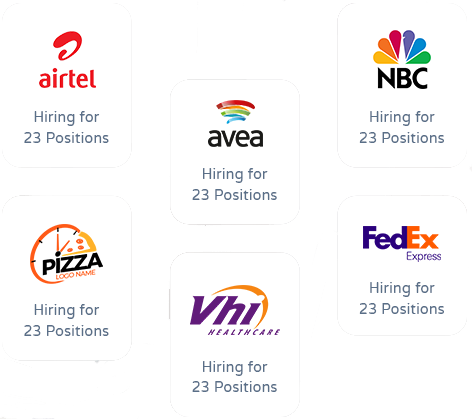 airtel
Hiring for
23 Positions
avea
Hiring for
23 Positions
NBC
Hiring for
23 Positions
PIZZA
LOGO NAME
Hiring for
23 Positions
Vhi
HEALTHCARE
Hiring for
23 Positions
FedEx
Express
Hiring for
23 Positions